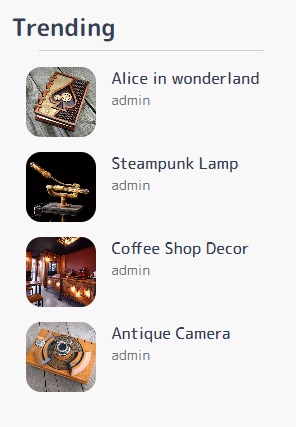 Trending
Alice in wonderland
admin
Steampunk Lamp
admin
Coffee Shop Decor
admin
Antique Camera
admin